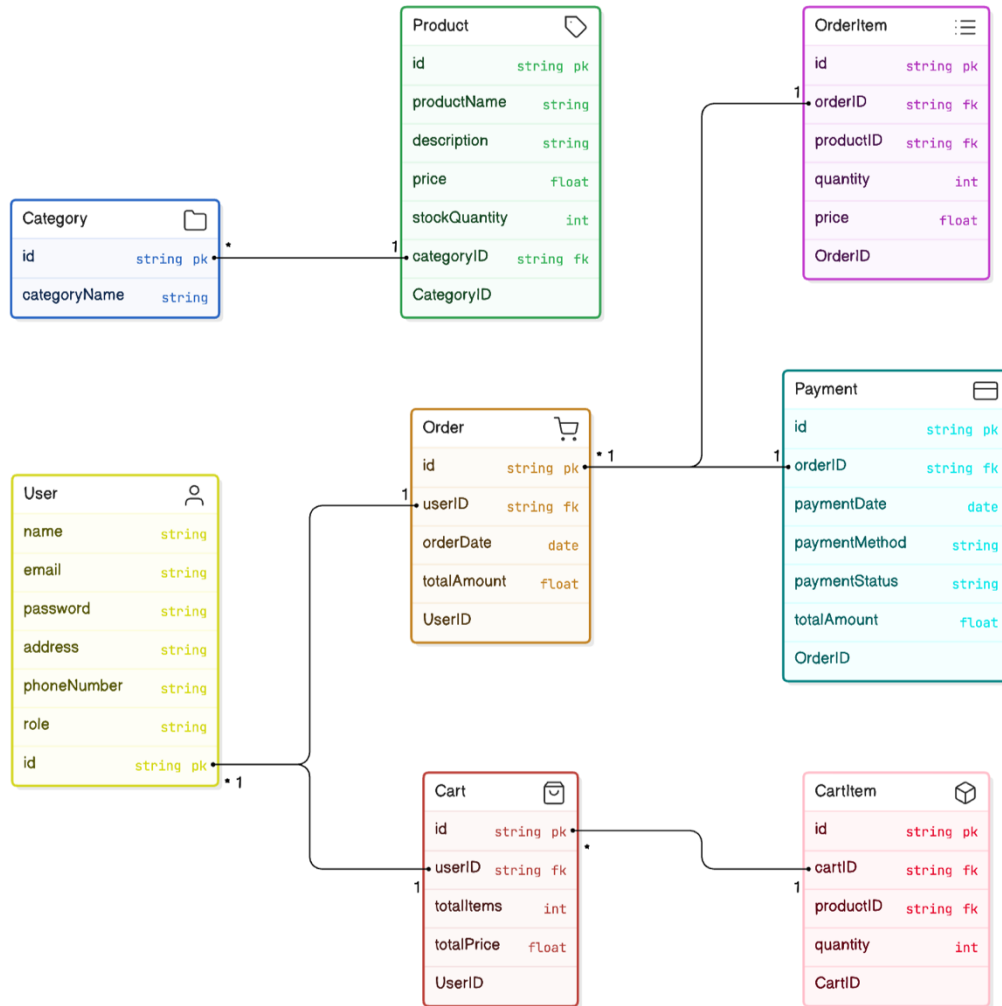 Product
id string pk
productName string
description string
price float
stockQuantity int
1 categoryID string fk
CategoryID
OrderItem
id string pk
1 orderID string fk
productID string fk
quantity int
price float
OrderID
Category
id string pk *
categoryName string
Order
id string pk * 1
1 userID string fk
orderDate date
totalAmount float
UserID
Payment
id string pk
1 orderID string fk
paymentDate date
paymentMethod string
paymentStatus string
totalAmount float
OrderID
User
name string
email string
password string
address string
phoneNumber string
role string
id string pk * 1
Cart
id string pk *
1 userID string fk
totalItems int
totalPrice float
UserID
CartItem
id string pk
1 cartID string fk
productID string fk
quantity int
CartID